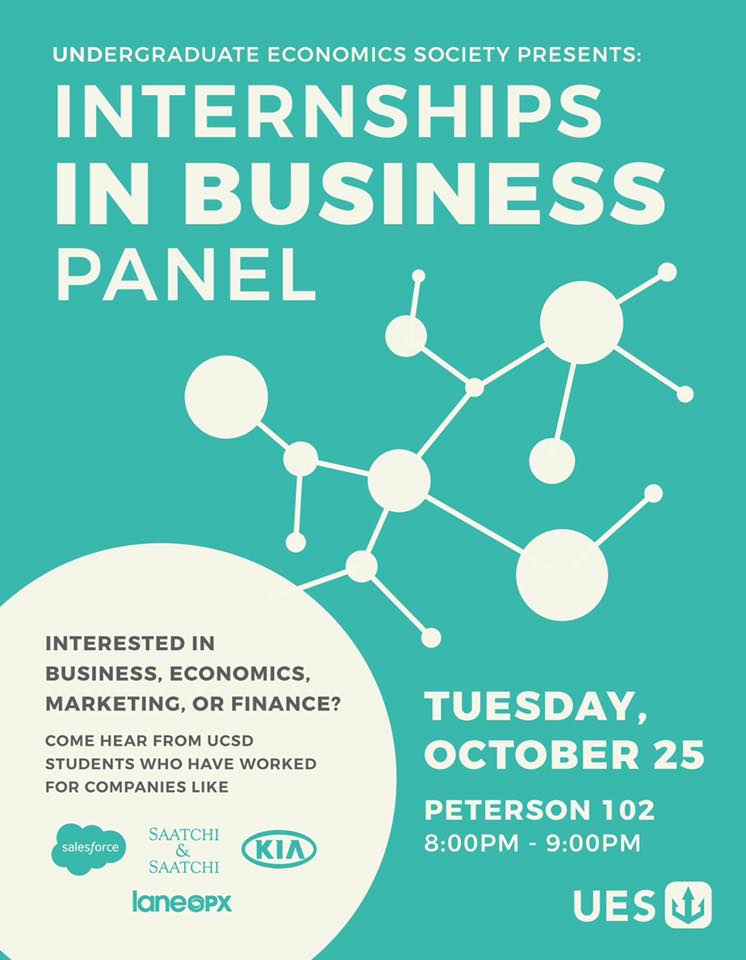 UNDERGRADUATE ECONOMICS SOCIETY PRESENTS:
INTERNSHIPS
IN BUSINESS
PANEL
INTERESTED IN
BUSINESS, ECONOMICS,
MARKETING, OR FINANCE?
COME HEAR FROM UCSD
STUDENTS WHO HAVE WORKED
FOR COMPANIES LIKE
salesforce
SAATCHI
&
SAATCHI
KIA
laneopx
TUESDAY,
OCTOBER 25
PETERSON 102
8:00PM - 9:00PM
UES